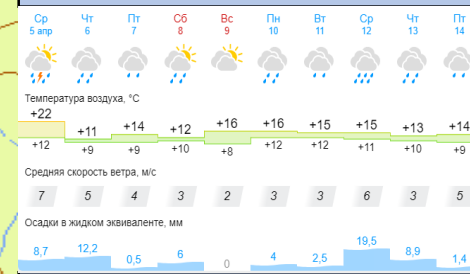 Ср Чт Пт Сб Вс Пн Вт Ср Чт Пт
5 апр 6 7 8 9 10 11 12 13 14
Температура воздуха, °C
+22 +11 +14 +12 +16 +16 +15 +15 +13 +14
+12 +9 +9 +10 +8 +12 +12 +11 +10 +9
Средняя скорость ветра, м/с
7 5 4 3 2 3 3 6 3 5
Осадки в жидком эквиваленте, мм
8,7 12,2 0,5 6 0 4 2,5 19,5 8,9 1,4